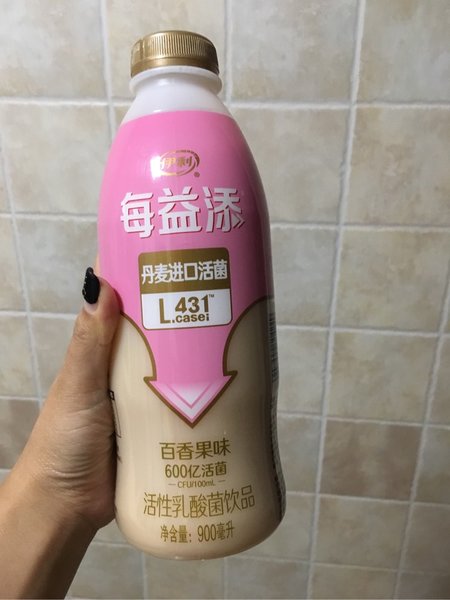 伊利®
每益添
丹麦进口活菌
L.casei 431™
百香果味
600亿活菌
CFU/100mL
活性乳酸菌饮品
净含量: 900毫升